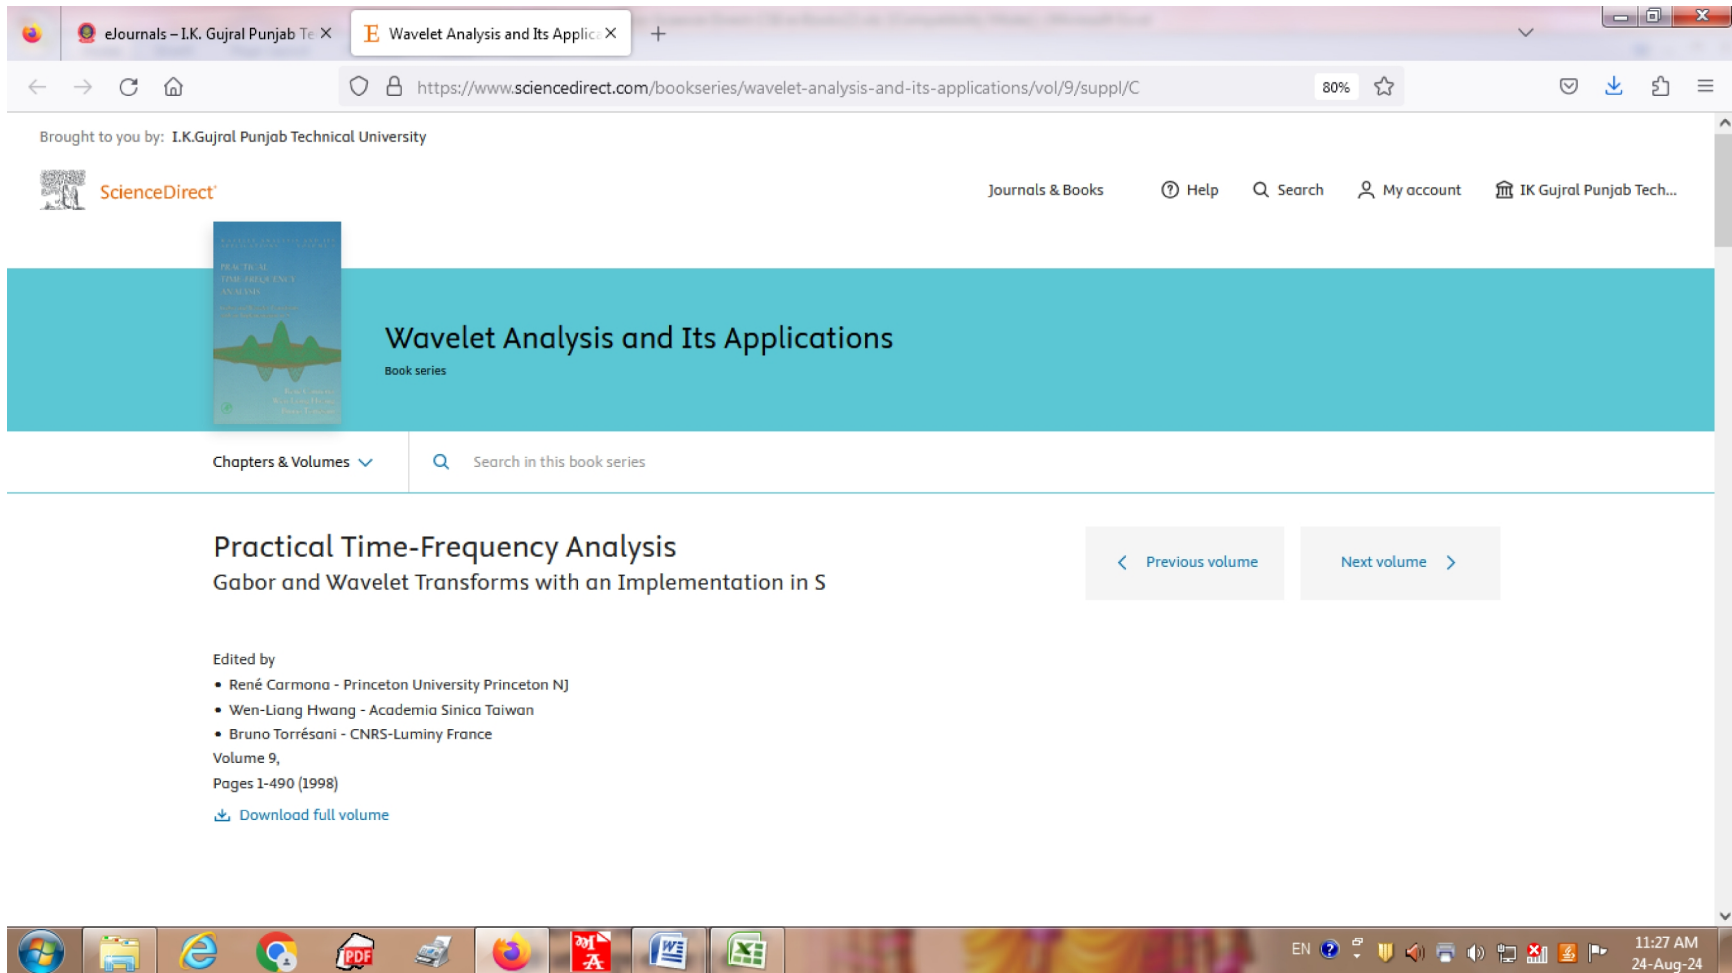 eJournals – I.K. Gujral Punjab Te
Wavelet Analysis and Its Applic
https://www.sciencedirect.com/bookseries/wavelet-analysis-and-its-applications/vol/9/suppl/C
80%
Brought to you by: I.K.Gujral Punjab Technical University
ScienceDirect
Journals & Books
Help
Search
My account
IK Gujral Punjab Tech...
PRACTICAL
TIME-FREQUENCY
ANALYSIS
Wavelet Analysis and Its Applications
Book series
Chapters & Volumes
Search in this book series
Practical Time-Frequency Analysis
Gabor and Wavelet Transforms with an Implementation in S
Previous volume
Next volume
Edited by
• René Carmona - Princeton University Princeton NJ
• Wen-Liang Hwang - Academia Sinica Taiwan
• Bruno Torrésani - CNRS-Luminy France
Volume 9,
Pages 1-490 (1998)
Download full volume
PDF
EN
11:27 AM
24-Aug-24